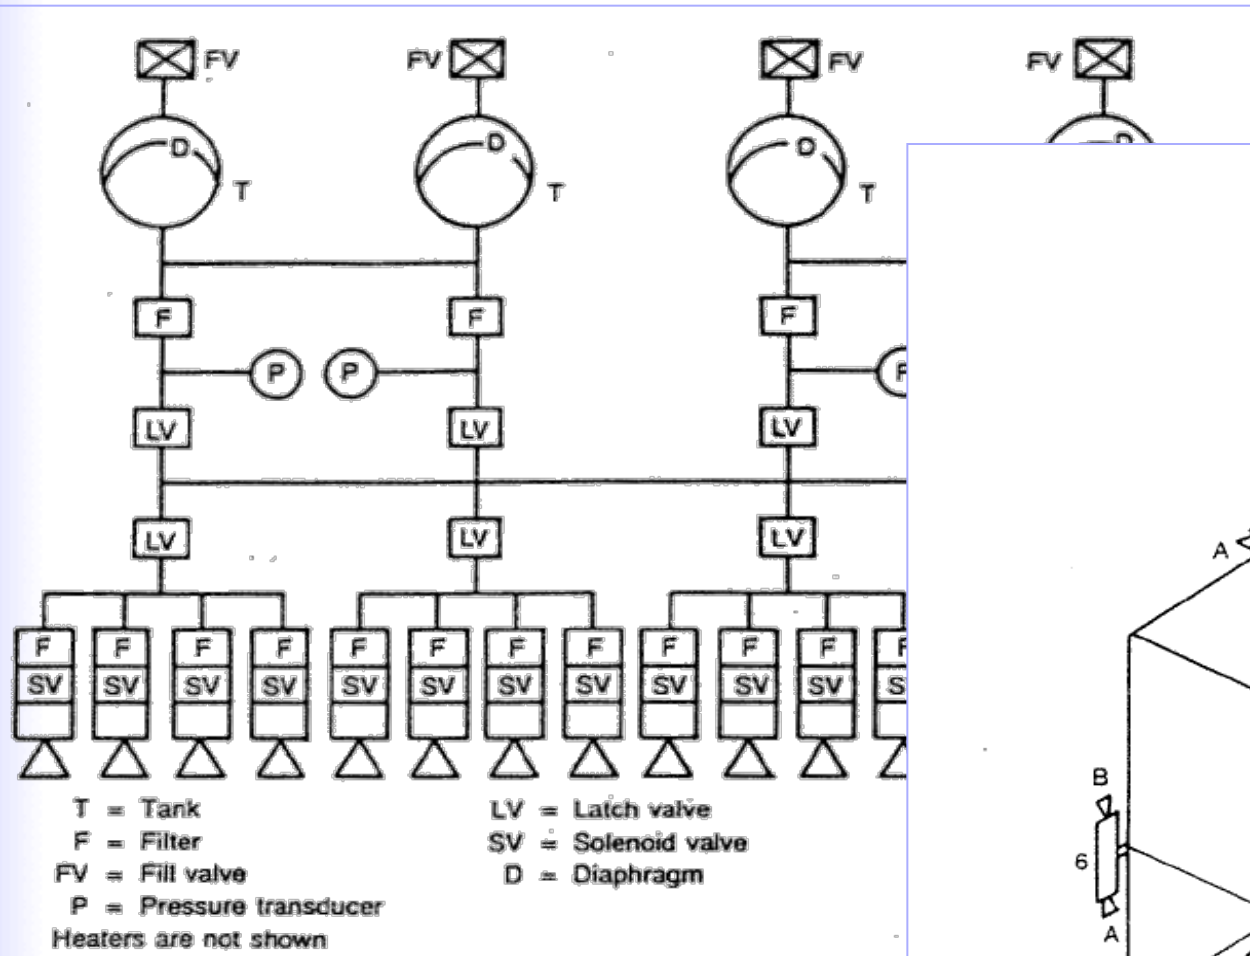 FV FV FV FV
D D D D
T T T
F F F
P P P
LV LV LV
LV LV LV
A
F F F F F F F F F F F F
SV SV SV SV SV SV SV SV SV SV SV S
B
6
A
T = Tank
F = Filter
FV = Fill valve
P = Pressure transducer
Heaters are not shown
LV = Latch valve
SV = Solenoid valve
D = Diaphragm